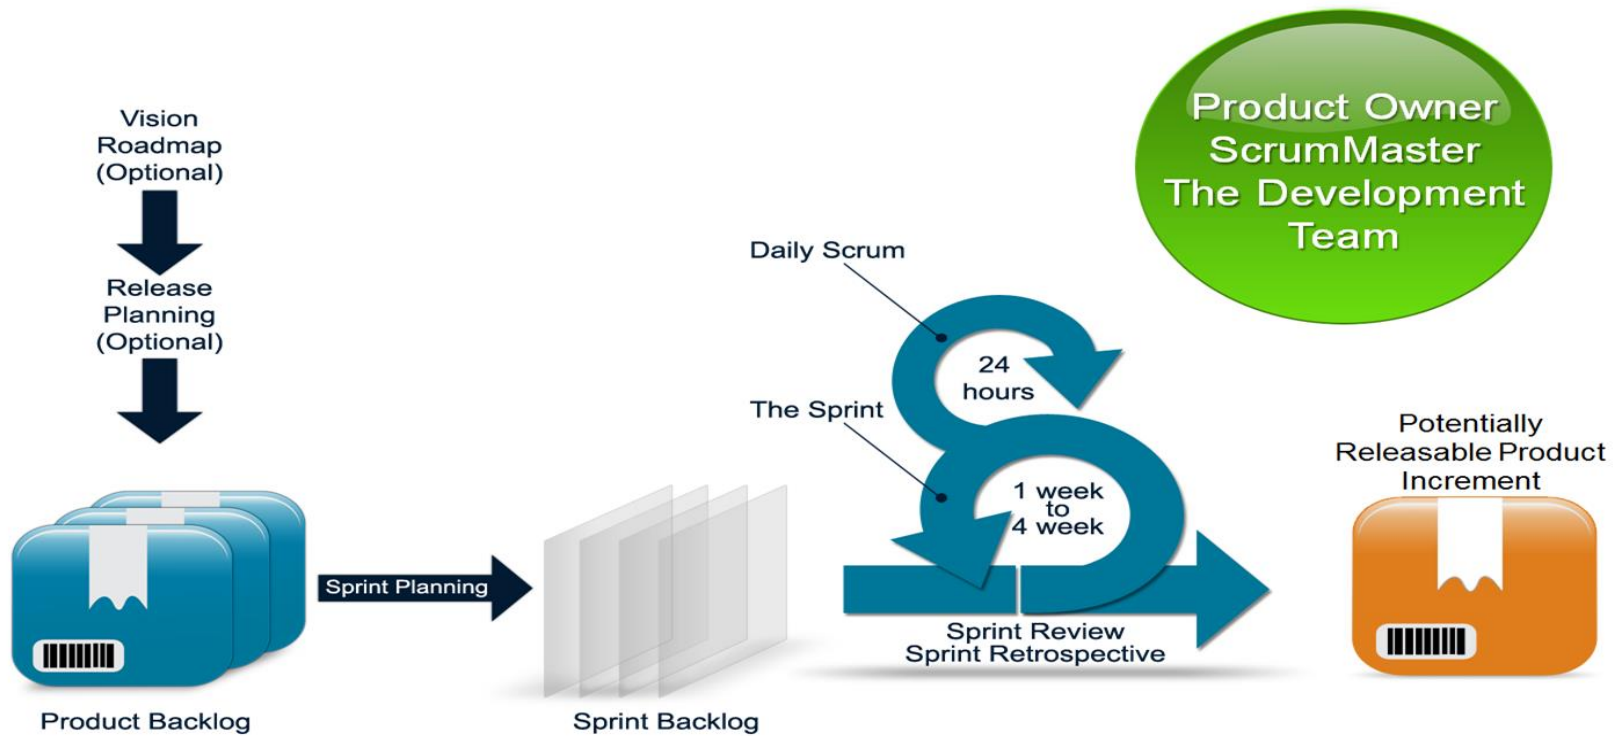 Vision
Roadmap
(Optional)
Release
Planning
(Optional)
Product Backlog
Sprint Planning
Sprint Backlog
Daily Scrum
24
hours
The Sprint
1 week
to
4 week
Sprint Review
Sprint Retrospective
Product Owner
ScrumMaster
The Development
Team
Potentially
Releasable Product
Increment